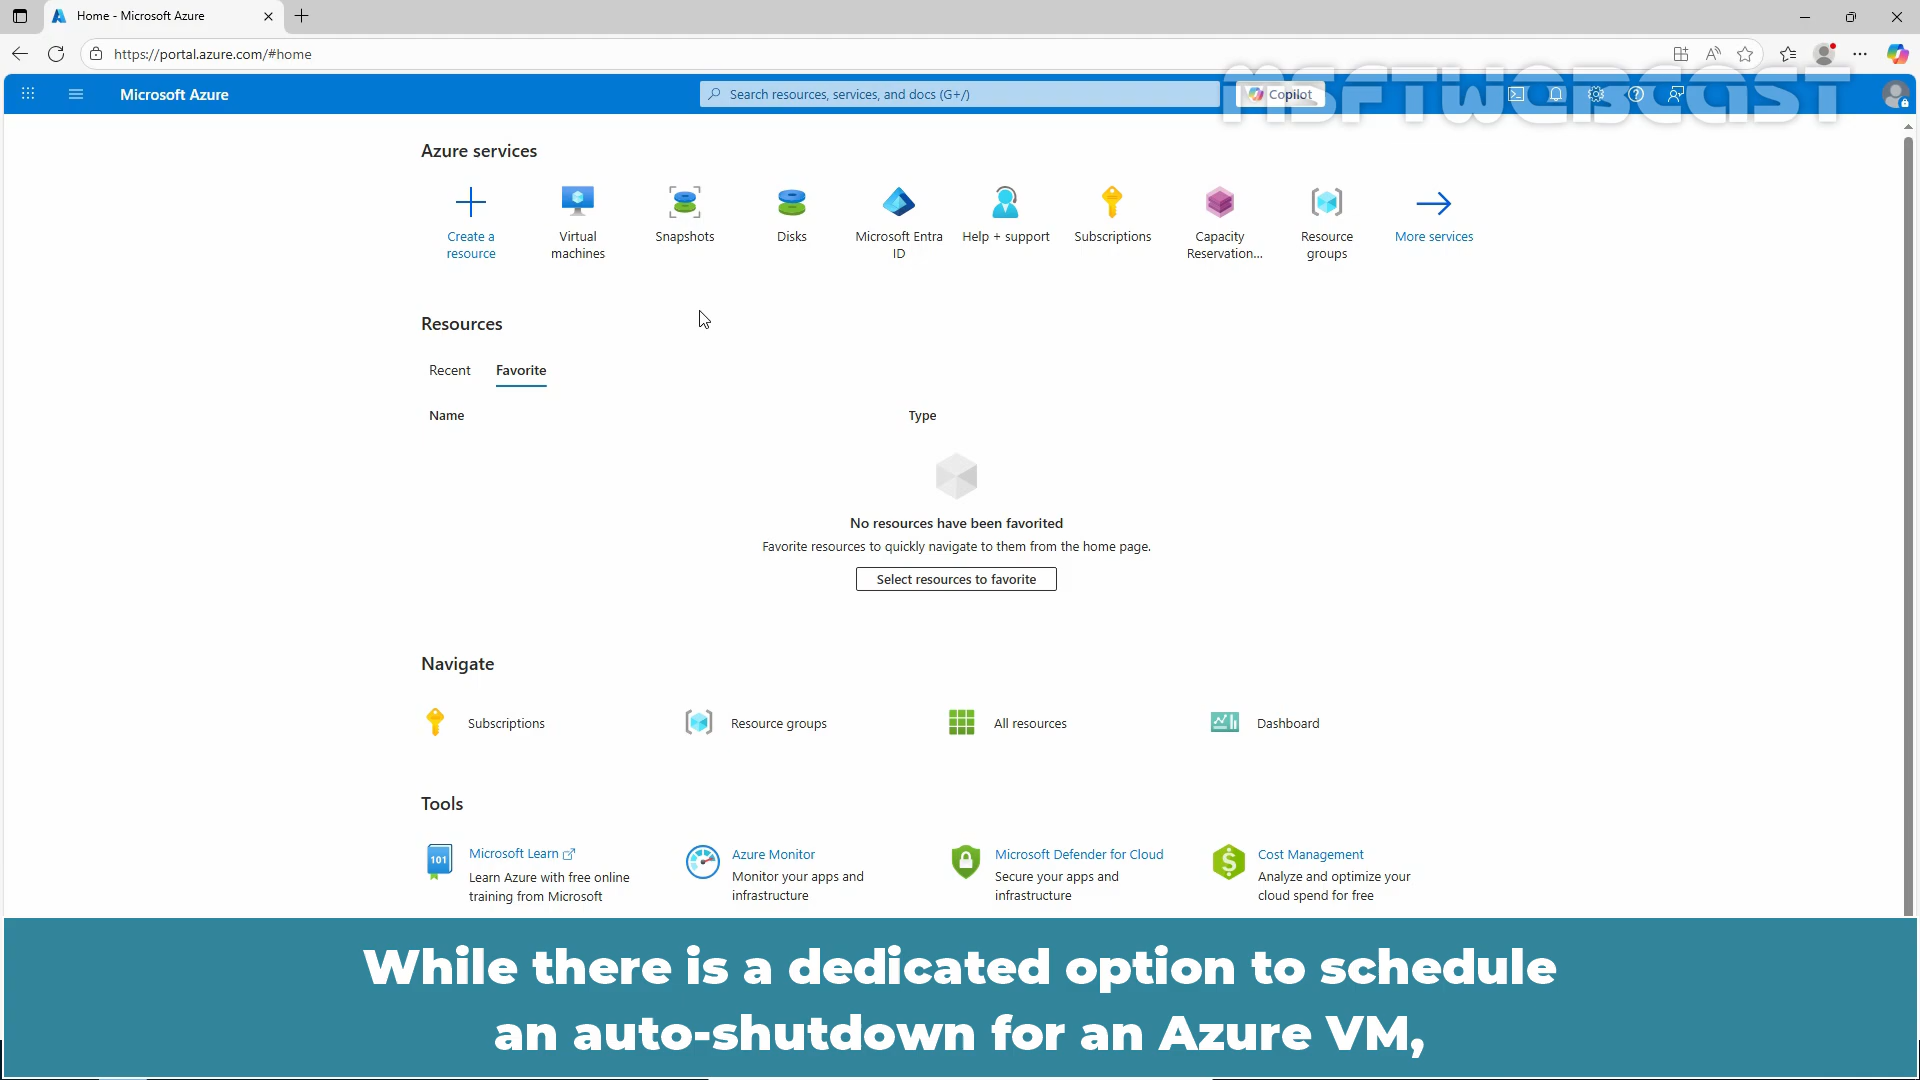 Home - Microsoft Azure
https://portal.azure.com/#home
MSFTWEBCAST
Microsoft Azure
Search resources, services, and docs (G+/)
Copilot
Azure services
Create a resource
Virtual machines
Snapshots
Disks
Microsoft Entra ID
Help + support
Subscriptions
Capacity Reservation...
Resource groups
More services
Resources
Recent
Favorite
Name
Type
No resources have been favorited
Favorite resources to quickly navigate to them from the home page.
Select resources to favorite
Navigate
Subscriptions
Resource groups
All resources
Dashboard
Tools
101
Microsoft Learn
Learn Azure with free online
training from Microsoft
Azure Monitor
Monitor your apps and
infrastructure
Microsoft Defender for Cloud
Secure your apps and
infrastructure
Cost Management
Analyze and optimize your
cloud spend for free
While there is a dedicated option to schedule
an auto-shutdown for an Azure VM,